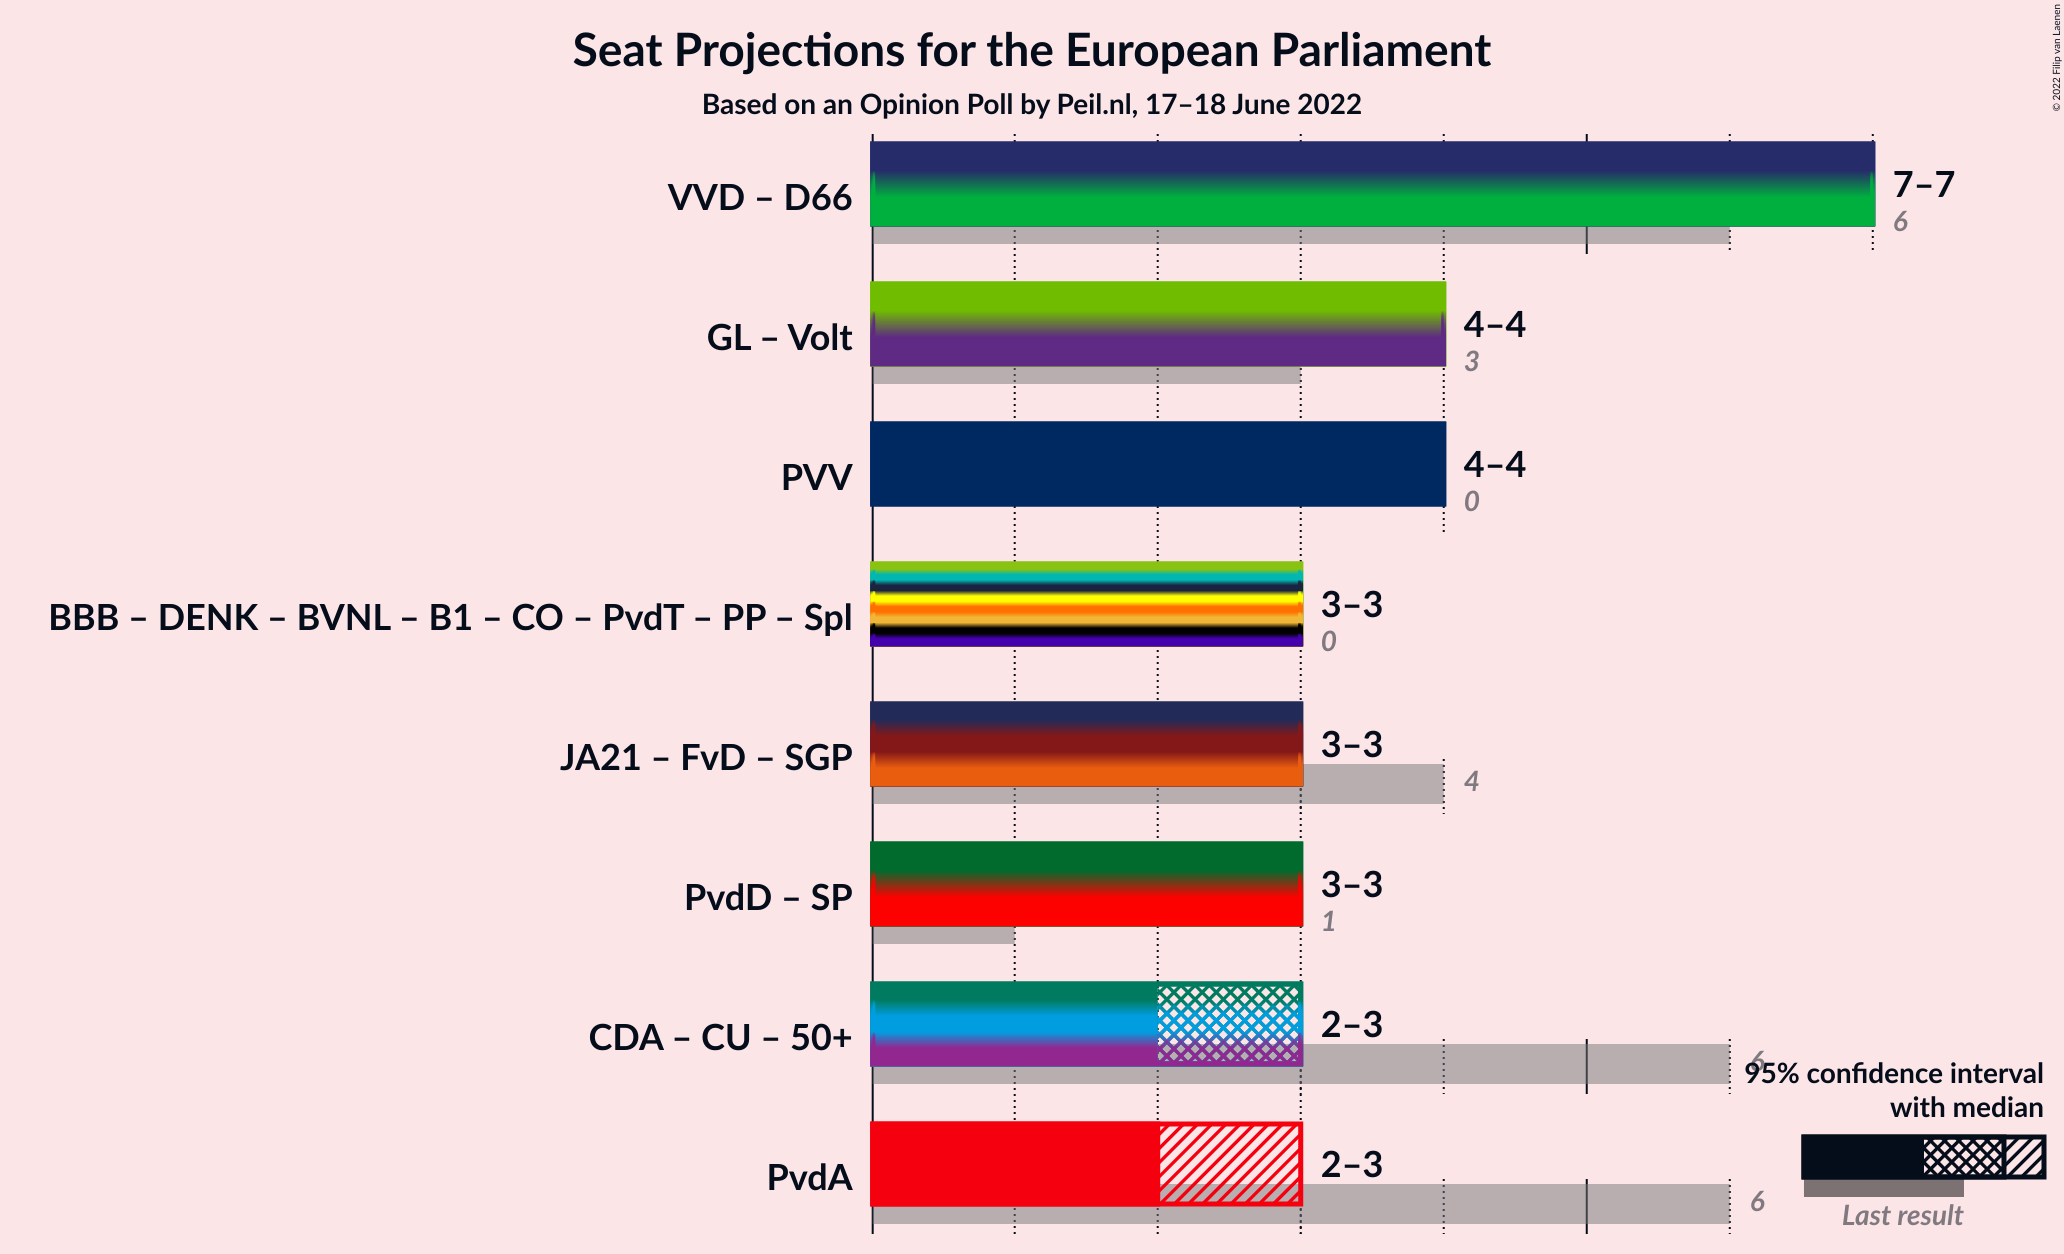 Seat Projections for the European Parliament
Based on an Opinion Poll by Peil.nl, 17–18 June 2022
© 2022 Filip van Laenen
VVD – D66
7–7
6
GL – Volt
4–4
3
PVV
4–4
0
BBB – DENK – BVNL – B1 – CO – PvdT – PP – Spl
3–3
0
JA21 – FvD – SGP
3–3
4
PvdD – SP
3–3
1
CDA – CU – 50+
2–3
6
PvdA
2–3
6
95% confidence interval
with median
Last result